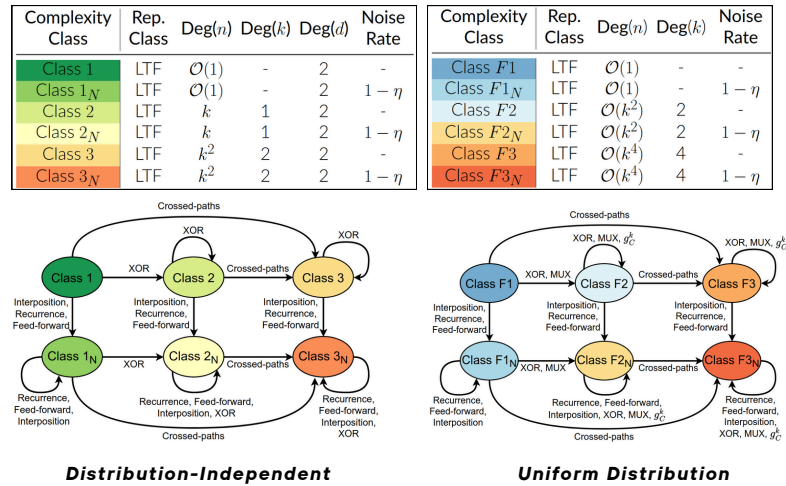 Complexity Class Rep. Class Deg(n) Deg(k) Deg(d) Noise Rate
Class 1 LTF 𝒪(1) - 2 -
Class 1_N LTF 𝒪(1) - 2 1 − η
Class 2 LTF k 1 2 -
Class 2_N LTF k 1 2 1 − η
Class 3 LTF k² 2 2 -
Class 3_N LTF k² 2 2 1 − η
Complexity Class Rep. Class Deg(n) Deg(k) Noise Rate
Class F1 LTF 𝒪(1) - -
Class F1_N LTF 𝒪(1) - 1 − η
Class F2 LTF 𝒪(k²) 2 -
Class F2_N LTF 𝒪(k²) 2 1 − η
Class F3 LTF 𝒪(k⁴) 4 -
Class F3_N LTF 𝒪(k⁴) 4 1 − η
Crossed-paths
XOR
XOR
Class 1
XOR
Class 2
Crossed-paths
Class 3
Interposition,
Recurrence,
Feed-forward
Interposition,
Recurrence,
Feed-forward
Interposition,
Recurrence,
Feed-forward
Class 1_N
XOR
Class 2_N
Crossed-paths
Class 3_N
Recurrence,
Feed-forward,
Interposition
Recurrence, Feed-forward,
Interposition, XOR
Recurrence,
Feed-forward,
Interposition,
XOR
Crossed-paths
Distribution-Independent
Crossed-paths
XOR, MUX, g_C^k
XOR, MUX, g_C^k
Class F1
XOR, MUX
Class F2
Crossed-paths
Class F3
Interposition,
Recurrence,
Feed-forward
Interposition,
Recurrence,
Feed-forward
Interposition,
Recurrence,
Feed-forward
Class F1_N
XOR, MUX
Class F2_N
Crossed-paths
Class F3_N
Recurrence,
Feed-forward,
Interposition
Recurrence, Feed-forward,
Interposition, XOR, MUX, g_C^k
Recurrence,
Feed-forward,
Interposition,
XOR, MUX, g_C^k
Crossed-paths
Uniform Distribution